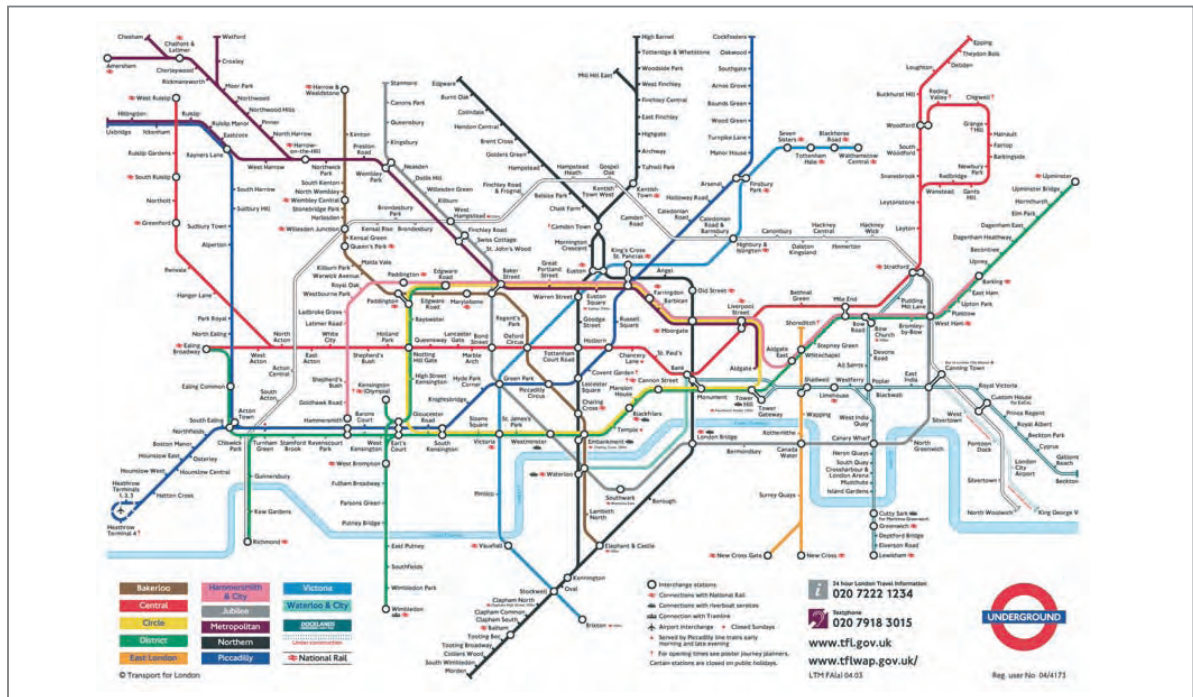 Chesham
Chalfont &
Latimer
Watford
Croxley
Amersham
Chorleywood
Rickmansworth
Moor Park
Northwood
Northwood Hills
Pinner
North Harrow
Harrow-
on-the-Hill
Northwick
Park
Preston
Road
Wembley
Park
West Ruislip
Hillingdon
Ruislip
Ruislip Manor
Eastcote
Uxbridge
Ickenham
Rayners Lane
West Harrow
Ruislip Gardens
South Ruislip
Northolt
Greenford
Perivale
Hanger Lane
South Harrow
Sudbury Hill
Sudbury Town
Alperton
Park Royal
North Ealing
Ealing
Broadway
Ealing Common
West
Acton
North
Acton
East
Acton
Acton
Central
South
Acton
Acton
Town
South Ealing
Northfields
Boston Manor
Osterley
Hounslow East
Hounslow Central
Hounslow West
Hatton Cross
Heathrow
Terminals
1, 2, 3
Heathrow
Terminal 4
Harrow &
Wealdstone
Kenton
South Kenton
North Wembley
Wembley Central
Stonebridge Park
Harlesden
Willesden Junction
Kensal Rise
Brondesbury
Brondesbury
Park
Kensal Green
Queen's Park
Kilburn Park
Maida Vale
Warwick Avenue
Royal Oak
Westbourne Park
Ladbroke Grove
Latimer Road
White
City
Shepherd's
Bush
Holland
Park
Shepherd's
Bush
Goldhawk Road
Kensington
(Olympia)
Stanmore
Canons Park
Queensbury
Kingsbury
Neasden
Dollis Hill
Willesden Green
Kilburn
West
Hampstead
Finchley Road
& Frognal
Finchley Road
Swiss Cottage
St. John's Wood
Edgware
Burnt Oak
Colindale
Hendon Central
Brent Cross
Golders Green
Hampstead
Hampstead
Heath
Gospel
Oak
Belsize Park
Chalk Farm
Camden Town
Mornington
Crescent
Kentish
Town West
Kentish
Town
Camden
Road
High Barnet
Totteridge & Whetstone
Woodside Park
West Finchley
Mill Hill East
Finchley Central
East Finchley
Highgate
Archway
Tufnell Park
Cockfosters
Oakwood
Southgate
Arnos Grove
Bounds Green
Wood Green
Turnpike Lane
Manor House
Finsbury
Park
Arsenal
Holloway Road
Caledonian
Road
Caledonian
Road &
Barnsbury
Highbury &
Islington
Seven
Sisters
Tottenham
Hale
Blackhorse
Road
Walthamstow
Central
Canonbury
Dalston
Kingsland
Hackney
Central
Homerton
Hackney
Wick
Epping
Theydon Bois
Debden
Loughton
Buckhurst Hill
Roding
Valley
Chigwell
Grange
Hill
Hainault
Fairlop
Barkingside
Newbury
Park
Gants
Hill
Redbridge
Wanstead
Woodford
South
Woodford
Snaresbrook
Leytonstone
Leyton
Stratford
Upminster
Upminster Bridge
Hornchurch
Elm Park
Dagenham East
Dagenham Heathway
Becontree
Upney
Barking
East Ham
Upton Park
Plaistow
West Ham
Bromley-
by-Bow
Pudding
Mill Lane
Paddington
Paddington
Edgware
Road
Edgware
Road
Marylebone
Baker
Street
Great
Portland
Street
Regent's
Park
Warren Street
Euston
Euston
Square
King's Cross
St. Pancras
Angel
Old Street
Farringdon
Barbican
Moorgate
Liverpool
Street
Bethnal
Green
Mile End
Bow
Road
Bow
Church
Shoreditch
Stepney Green
Whitechapel
Aldgate
East
Aldgate
Bayswater
Notting
Hill Gate
Queensway
Lancaster
Gate
Marble
Arch
Bond
Street
Oxford
Circus
Goodge
Street
Tottenham
Court Road
Russell
Square
Holborn
Chancery
Lane
St. Paul's
Bank
High Street
Kensington
Hyde Park
Corner
Knightsbridge
Green Park
Piccadilly
Circus
Leicester
Square
Covent Garden
Charing
Cross
Embankment
Temple
Blackfriars
Mansion
House
Cannon Street
Monument
Tower
Hill
Tower
Gateway
Shadwell
Limehouse
Westferry
Poplar
Blackwall
East
India
All Saints
Devons
Road
Canning Town
Royal Victoria
Custom House
for ExCeL
Prince Regent
Royal Albert
Beckton Park
Cyprus
Gallions
Reach
Beckton
Chiswick
Park
Turnham
Green
Stamford
Brook
Ravenscourt
Park
Hammersmith
Barons
Court
West
Kensington
Earl's
Court
Gloucester
Road
South
Kensington
Sloane
Square
Victoria
St. James's
Park
Westminster
Gunnersbury
Kew Gardens
Richmond
West Brompton
Fulham Broadway
Parsons Green
Putney Bridge
East Putney
Southfields
Wimbledon Park
Wimbledon
Pimlico
Vauxhall
Stockwell
Brixton
Waterloo
Southwark
Lambeth
North
Elephant & Castle
Borough
London Bridge
Bermondsey
Kennington
Oval
Clapham North
Clapham Common
Clapham South
Balham
Tooting Bec
Tooting Broadway
Colliers Wood
South Wimbledon
Morden
Wapping
Rotherhithe
Canada
Water
Surrey Quays
New Cross Gate
New Cross
West India
Quay
Canary Wharf
Heron Quays
South Quay
Crossharbour &
London Arena
Mudchute
Island Gardens
Cutty Sark
for Maritime Greenwich
Greenwich
Deptford Bridge
Elverson Road
Lewisham
North
Greenwich
West
Silvertown
Pontoon
Dock
London
City
Airport
Silvertown
North Woolwich
King George V
Bakerloo
Central
Circle
District
East London
Hammersmith
& City
Jubilee
Metropolitan
Northern
Piccadilly
Victoria
Waterloo & City
DOCKLANDS
Under construction
National Rail
© Transport for London
Interchange stations
Connections with National Rail
Connections with riverboat services
Connection with Tramlink
Airport interchange
Closed Sundays
Served by Piccadilly line trains early
morning and late evening
For opening times see poster journey planners.
Certain stations are closed on public holidays.
24 hour London Travel Information
020 7222 1234
Textphone
020 7918 3015
www.tfl.gov.uk
www.tflwap.gov.uk/
LTM FA(a) 04.03
UNDERGROUND
Reg. user No 04/4173